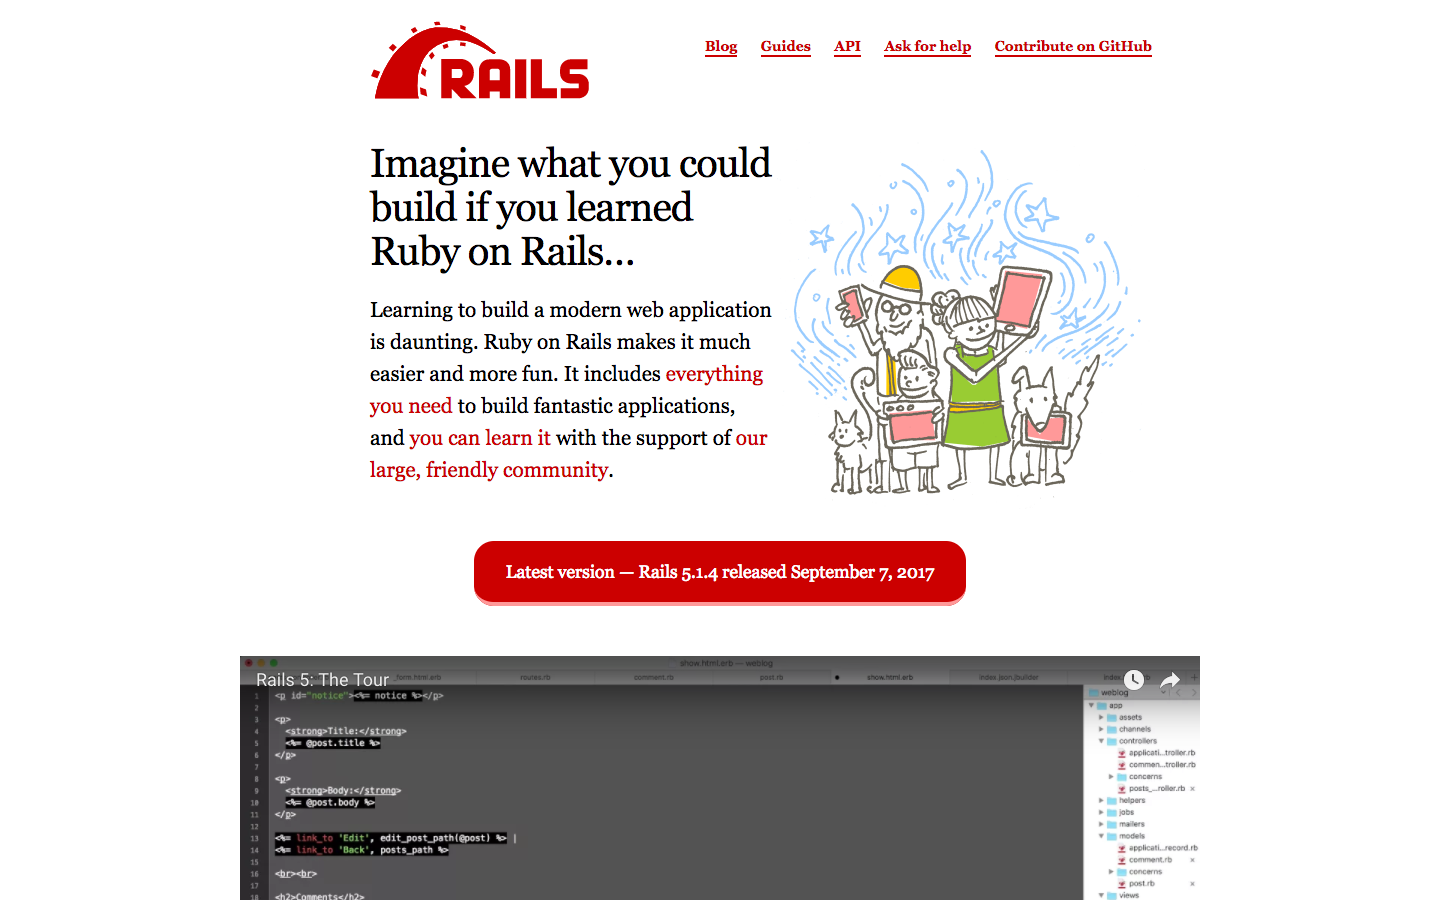 RAILS
Blog Guides API Ask for help Contribute on GitHub
Imagine what you could
build if you learned
Ruby on Rails...
Learning to build a modern web application
is daunting. Ruby on Rails makes it much
easier and more fun. It includes everything
you need to build fantastic applications,
and you can learn it with the support of our
large, friendly community.
Latest version — Rails 5.1.4 released September 7, 2017
show.html.erb — weblog
Rails 5: The Tour
_form.html.erb routes.rb comment.rb post.rb show.html.erb index.json.jbuilder
1 <p id="notice"><%= notice %></p>
2
3 <p>
4 <strong>Title:</strong>
5 <%= @post.title %>
6 </p>
7
8 <p>
9 <strong>Body:</strong>
10 <%= @post.body %>
11 </p>
12
13 <%= link_to 'Edit', edit_post_path(@post) %> |
14 <%= link_to 'Back', posts_path %>
15
16 <br><br>
17
18 <h2>Comments</h2>
weblog
app
assets
channels
controllers
applicati...troller.rb
commen...troller.rb
concerns
posts_...roller.rb
helpers
jobs
mailers
models
applicati...record.rb
comment.rb
concerns
post.rb
views